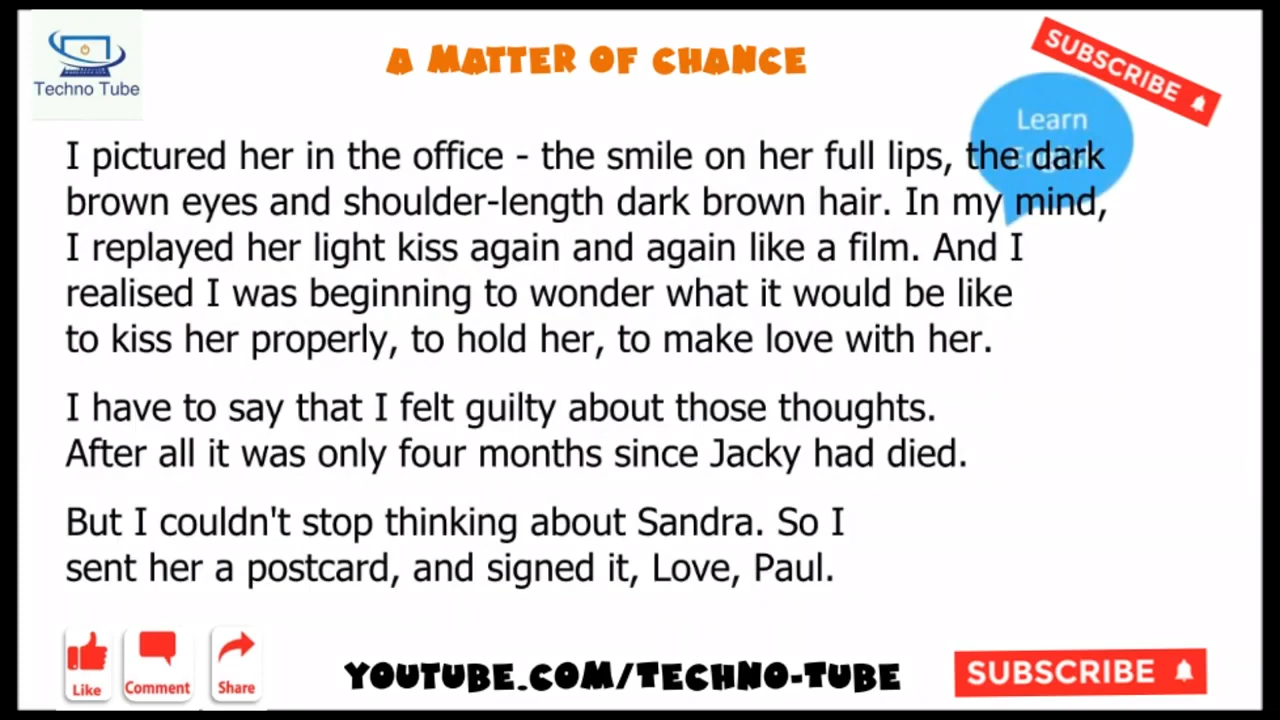 A MATTER OF CHANCE
SUBSCRIBE
Techno Tube
Learn
English
I pictured her in the office - the smile on her full lips, the dark
brown eyes and shoulder-length dark brown hair. In my mind,
I replayed her light kiss again and again like a film. And I
realised I was beginning to wonder what it would be like
to kiss her properly, to hold her, to make love with her.
I have to say that I felt guilty about those thoughts.
After all it was only four months since Jacky had died.
But I couldn't stop thinking about Sandra. So I
sent her a postcard, and signed it, Love, Paul.
Like
Comment
Share
YOUTUBE.COM/TECHNO-TUBE
SUBSCRIBE